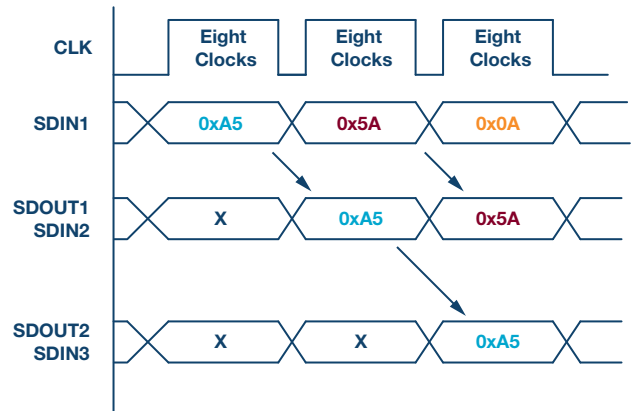 CLK
Eight
Clocks
Eight
Clocks
Eight
Clocks
SDIN1
0xA5
0x5A
0x0A
SDOUT1
SDIN2
X
0xA5
0x5A
SDOUT2
SDIN3
X
X
0xA5